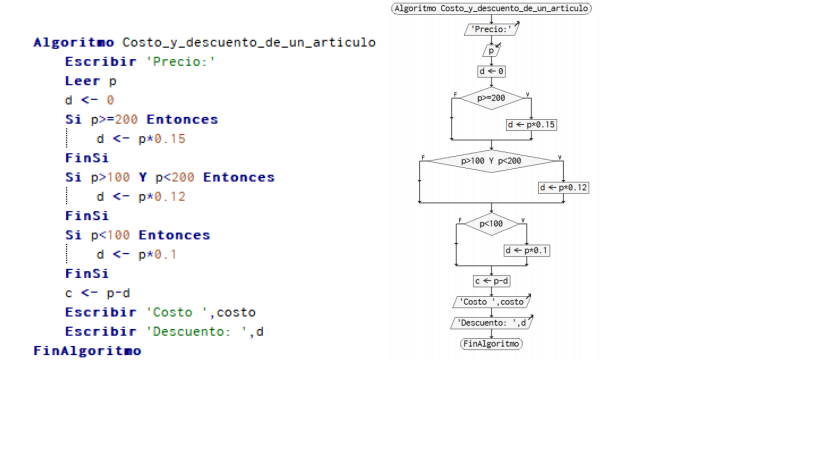 Algoritmo Costo_y_descuento_de_un_articulo
Escribir 'Precio:'
Leer p
d <- 0
Si p>=200 Entonces
d <- p*0.15
FinSi
Si p>100 Y p<200 Entonces
d <- p*0.12
FinSi
Si p<100 Entonces
d <- p*0.1
FinSi
c <- p-d
Escribir 'Costo ',costo
Escribir 'Descuento: ',d
FinAlgoritmo
Algoritmo Costo_y_descuento_de_un_articulo
'Precio:'
p
d ← 0
F p>=200 V
d ← p*0.15
F p>100 Y p<200 V
d ← p*0.12
F p<100 V
d ← p*0.1
c ← p-d
'Costo ',costo
'Descuento: ',d
FinAlgoritmo